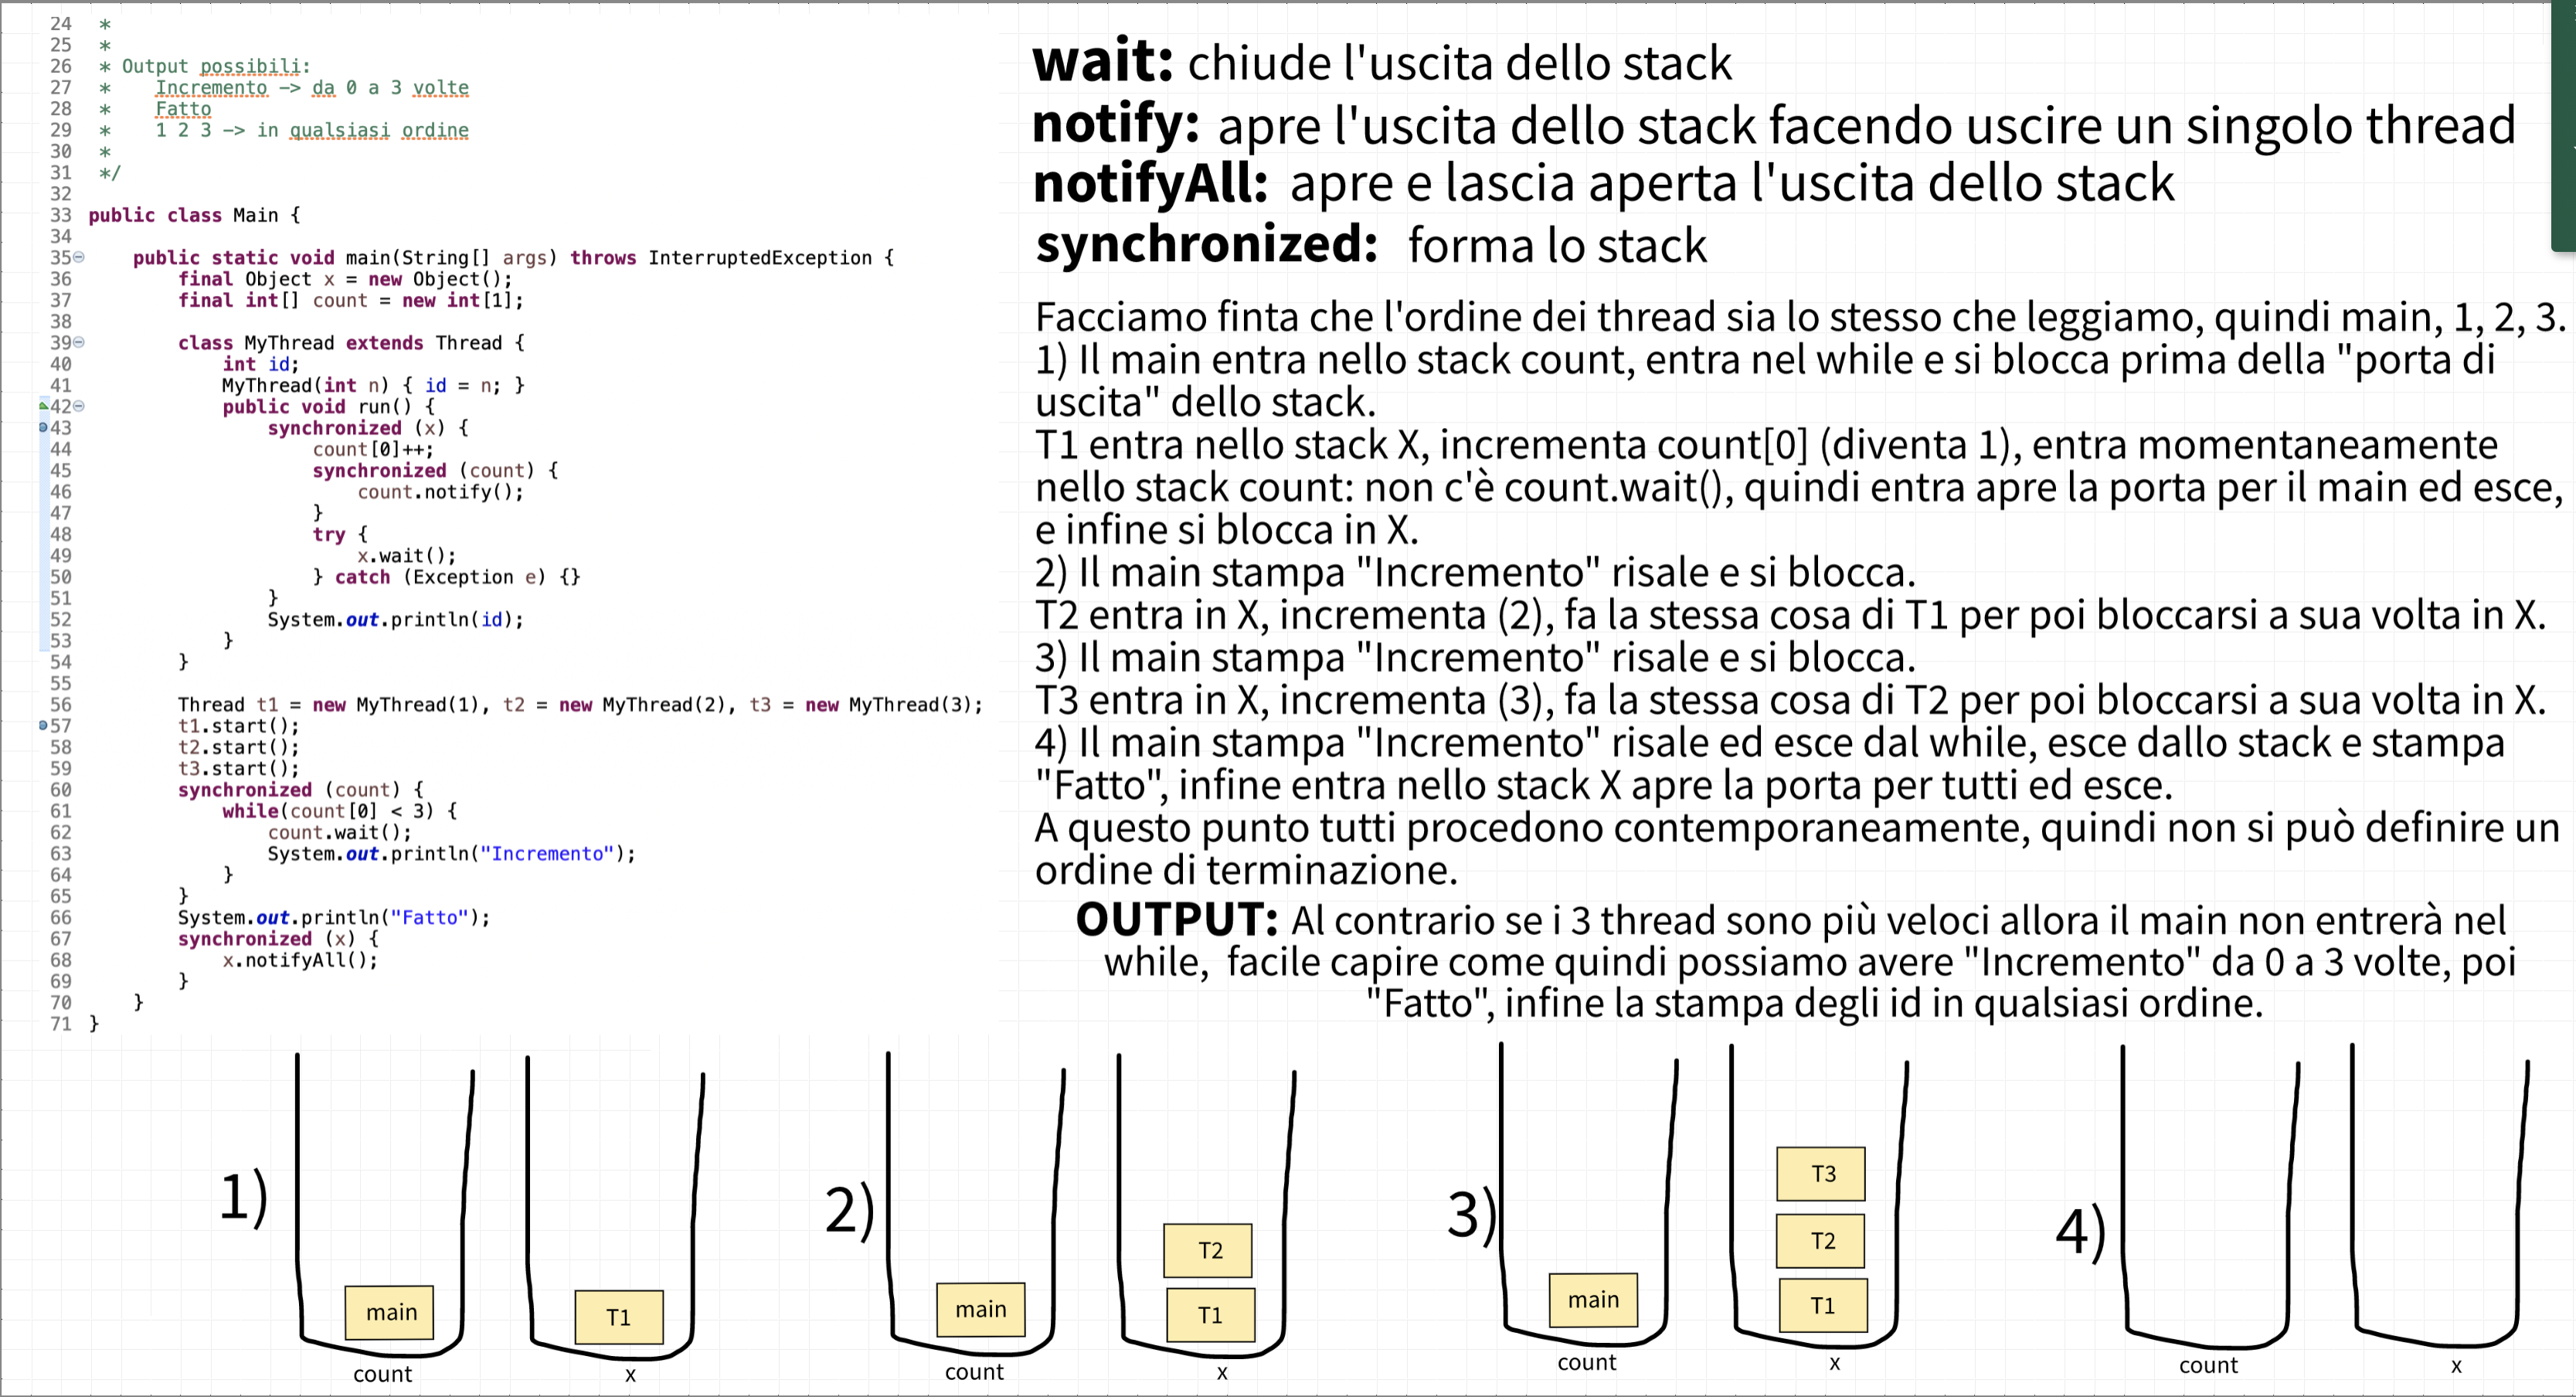 24 *
25 *
26 * Output possibili:
27 * Incremento -> da 0 a 3 volte
28 * Fatto
29 * 1 2 3 -> in qualsiasi ordine
30 *
31 */
32
33 public class Main {
34
35 public static void main(String[] args) throws InterruptedException {
36 final Object x = new Object();
37 final int[] count = new int[1];
38
39 class MyThread extends Thread {
40 int id;
41 MyThread(int n) { id = n; }
42 public void run() {
43 synchronized (x) {
44 count[0]++;
45 synchronized (count) {
46 count.notify();
47 }
48 try {
49 x.wait();
50 } catch (Exception e) {}
51 }
52 System.out.println(id);
53 }
54 }
55
56 Thread t1 = new MyThread(1), t2 = new MyThread(2), t3 = new MyThread(3);
57 t1.start();
58 t2.start();
59 t3.start();
60 synchronized (count) {
61 while(count[0] < 3) {
62 count.wait();
63 System.out.println("Incremento");
64 }
65 }
66 System.out.println("Fatto");
67 synchronized (x) {
68 x.notifyAll();
69 }
70 }
71 }
wait: chiude l'uscita dello stack
notify: apre l'uscita dello stack facendo uscire un singolo thread
notifyAll: apre e lascia aperta l'uscita dello stack
synchronized: forma lo stack
Facciamo finta che l'ordine dei thread sia lo stesso che leggiamo, quindi main, 1, 2, 3.
1) Il main entra nello stack count, entra nel while e si blocca prima della "porta di
uscita" dello stack.
T1 entra nello stack X, incrementa count[0] (diventa 1), entra momentaneamente
nello stack count: non c'è count.wait(), quindi entra apre la porta per il main ed esce,
e infine si blocca in X.
2) Il main stampa "Incremento" risale e si blocca.
T2 entra in X, incrementa (2), fa la stessa cosa di T1 per poi bloccarsi a sua volta in X.
3) Il main stampa "Incremento" risale e si blocca.
T3 entra in X, incrementa (3), fa la stessa cosa di T2 per poi bloccarsi a sua volta in X.
4) Il main stampa "Incremento" risale ed esce dal while, esce dallo stack e stampa
"Fatto", infine entra nello stack X apre la porta per tutti ed esce.
A questo punto tutti procedono contemporaneamente, quindi non si può definire un
ordine di terminazione.
OUTPUT: Al contrario se i 3 thread sono più veloci allora il main non entrerà nel
while, facile capire come quindi possiamo avere "Incremento" da 0 a 3 volte, poi
"Fatto", infine la stampa degli id in qualsiasi ordine.
1)
main
count
T1
x
2)
main
count
T2
T1
x
3)
main
count
T3
T2
T1
x
4)
count
x